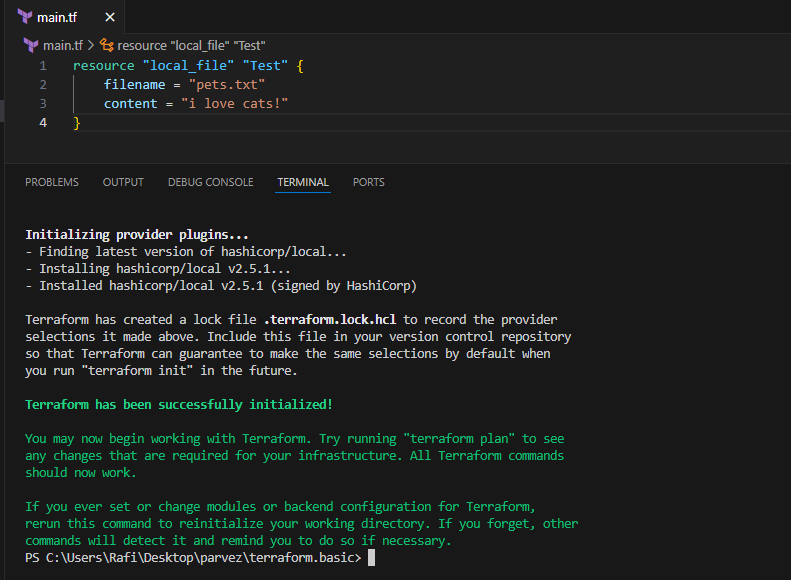 main.tf ×
main.tf > resource "local_file" "Test"
1 resource "local_file" "Test" {
2     filename = "pets.txt"
3     content = "i love cats!"
4 }
PROBLEMS OUTPUT DEBUG CONSOLE TERMINAL PORTS
Initializing provider plugins...
- Finding latest version of hashicorp/local...
- Installing hashicorp/local v2.5.1...
- Installed hashicorp/local v2.5.1 (signed by HashiCorp)
Terraform has created a lock file .terraform.lock.hcl to record the provider
selections it made above. Include this file in your version control repository
so that Terraform can guarantee to make the same selections by default when
you run "terraform init" in the future.
Terraform has been successfully initialized!
You may now begin working with Terraform. Try running "terraform plan" to see
any changes that are required for your infrastructure. All Terraform commands
should now work.
If you ever set or change modules or backend configuration for Terraform,
rerun this command to reinitialize your working directory. If you forget, other
commands will detect it and remind you to do so if necessary.
PS C:\Users\Rafi\Desktop\parvez\terraform.basic>